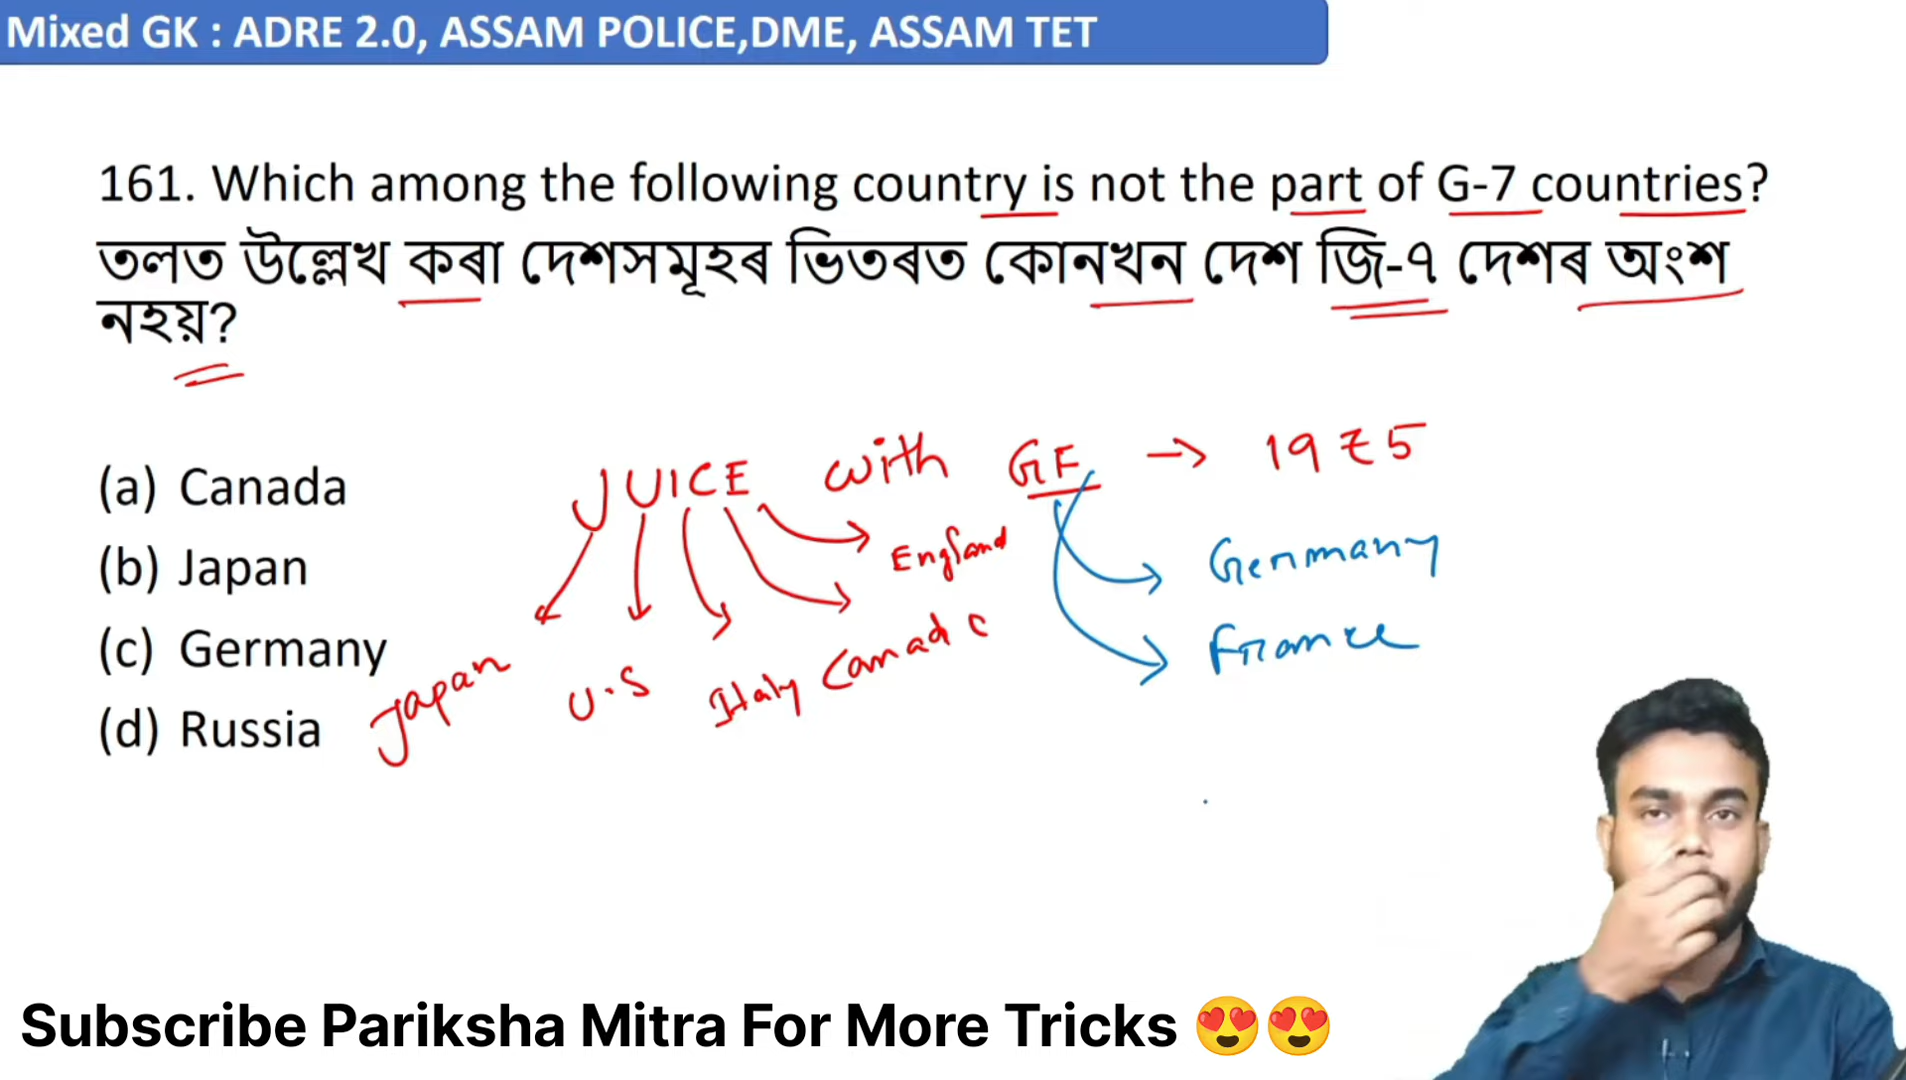 Mixed GK : ADRE 2.0, ASSAM POLICE,DME, ASSAM TET
161. Which among the following country is not the part of G-7 countries?
তলত উল্লেখ কৰা দেশসমূহৰ ভিতৰত কোনখন দেশ জি-৭ দেশৰ অংশ
নহয়?
(a) Canada
(b) Japan
(c) Germany
(d) Russia
JUICE with GF → 1975
England
Germany
Japan
U.S
Italy
Canada
France
Subscribe Pariksha Mitra For More Tricks 😍😍